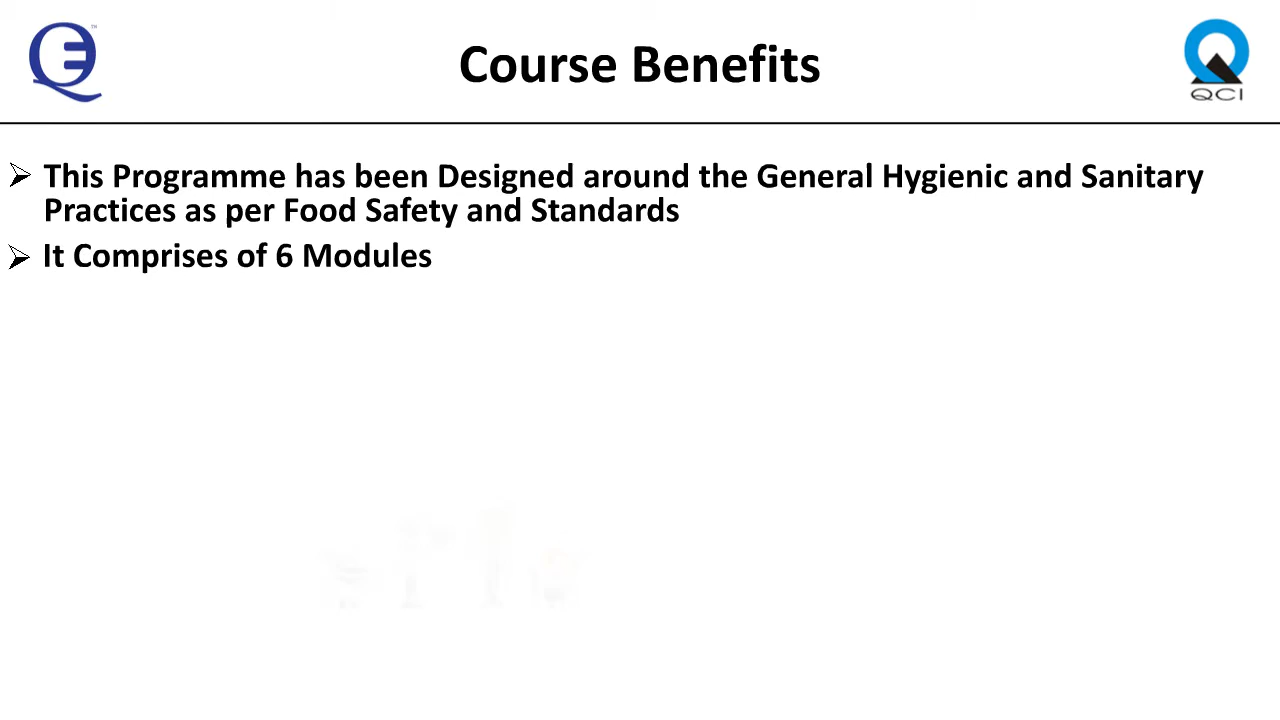 Course Benefits
QCI
This Programme has been Designed around the General Hygienic and Sanitary
Practices as per Food Safety and Standards
It Comprises of 6 Modules